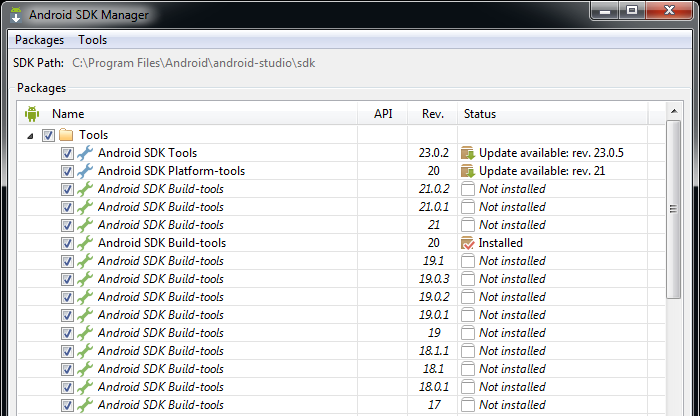 Android SDK Manager
Packages Tools
SDK Path: C:\Program Files\Android\android-studio\sdk
Packages
Name API Rev. Status
Tools
Android SDK Tools 23.0.2 Update available: rev. 23.0.5
Android SDK Platform-tools 20 Update available: rev. 21
Android SDK Build-tools 21.0.2 Not installed
Android SDK Build-tools 21.0.1 Not installed
Android SDK Build-tools 21 Not installed
Android SDK Build-tools 20 Installed
Android SDK Build-tools 19.1 Not installed
Android SDK Build-tools 19.0.3 Not installed
Android SDK Build-tools 19.0.2 Not installed
Android SDK Build-tools 19.0.1 Not installed
Android SDK Build-tools 19 Not installed
Android SDK Build-tools 18.1.1 Not installed
Android SDK Build-tools 18.1 Not installed
Android SDK Build-tools 18.0.1 Not installed
Android SDK Build-tools 17 Not installed